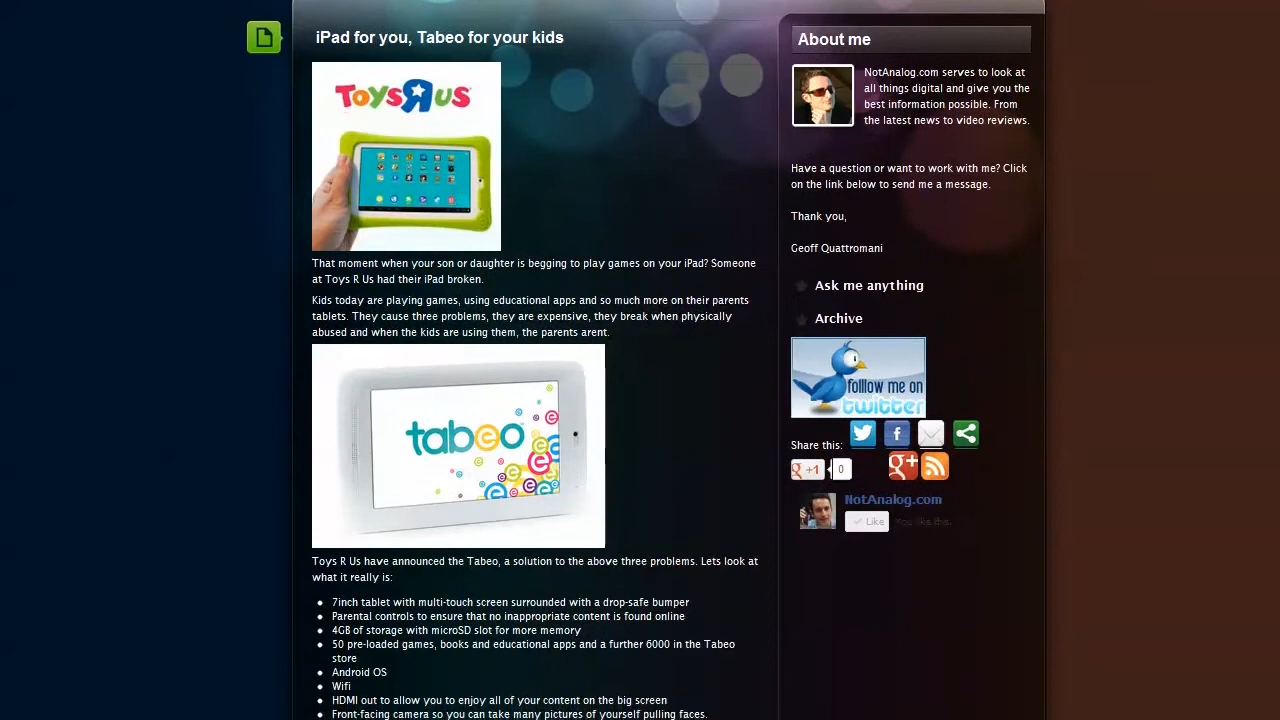 iPad for you, Tabeo for your kids
TOYS R US
That moment when your son or daughter is begging to play games on your iPad? Someone
at Toys R Us had their iPad broken.
Kids today are playing games, using educational apps and so much more on their parents
tablets. They cause three problems, they are expensive, they break when physically
abused and when the kids are using them, the parents arent.
tabeo
Toys R Us have announced the Tabeo, a solution to the above three problems. Lets look at
what it really is:
7inch tablet with multi-touch screen surrounded with a drop-safe bumper
Parental controls to ensure that no inappropriate content is found online
4GB of storage with microSD slot for more memory
50 pre-loaded games, books and educational apps and a further 6000 in the Tabeo
store
Android OS
Wifi
HDMI out to allow you to enjoy all of your content on the big screen
Front-facing camera so you can take many pictures of yourself pulling faces.
About me
NotAnalog.com serves to look at
all things digital and give you the
best information possible. From
the latest news to video reviews.
Have a question or want to work with me? Click
on the link below to send me a message.
Thank you,
Geoff Quattromani
Ask me anything
Archive
folllow me on
twitter
Share this:
g +1 0
g+
NotAnalog.com
Like You like this.